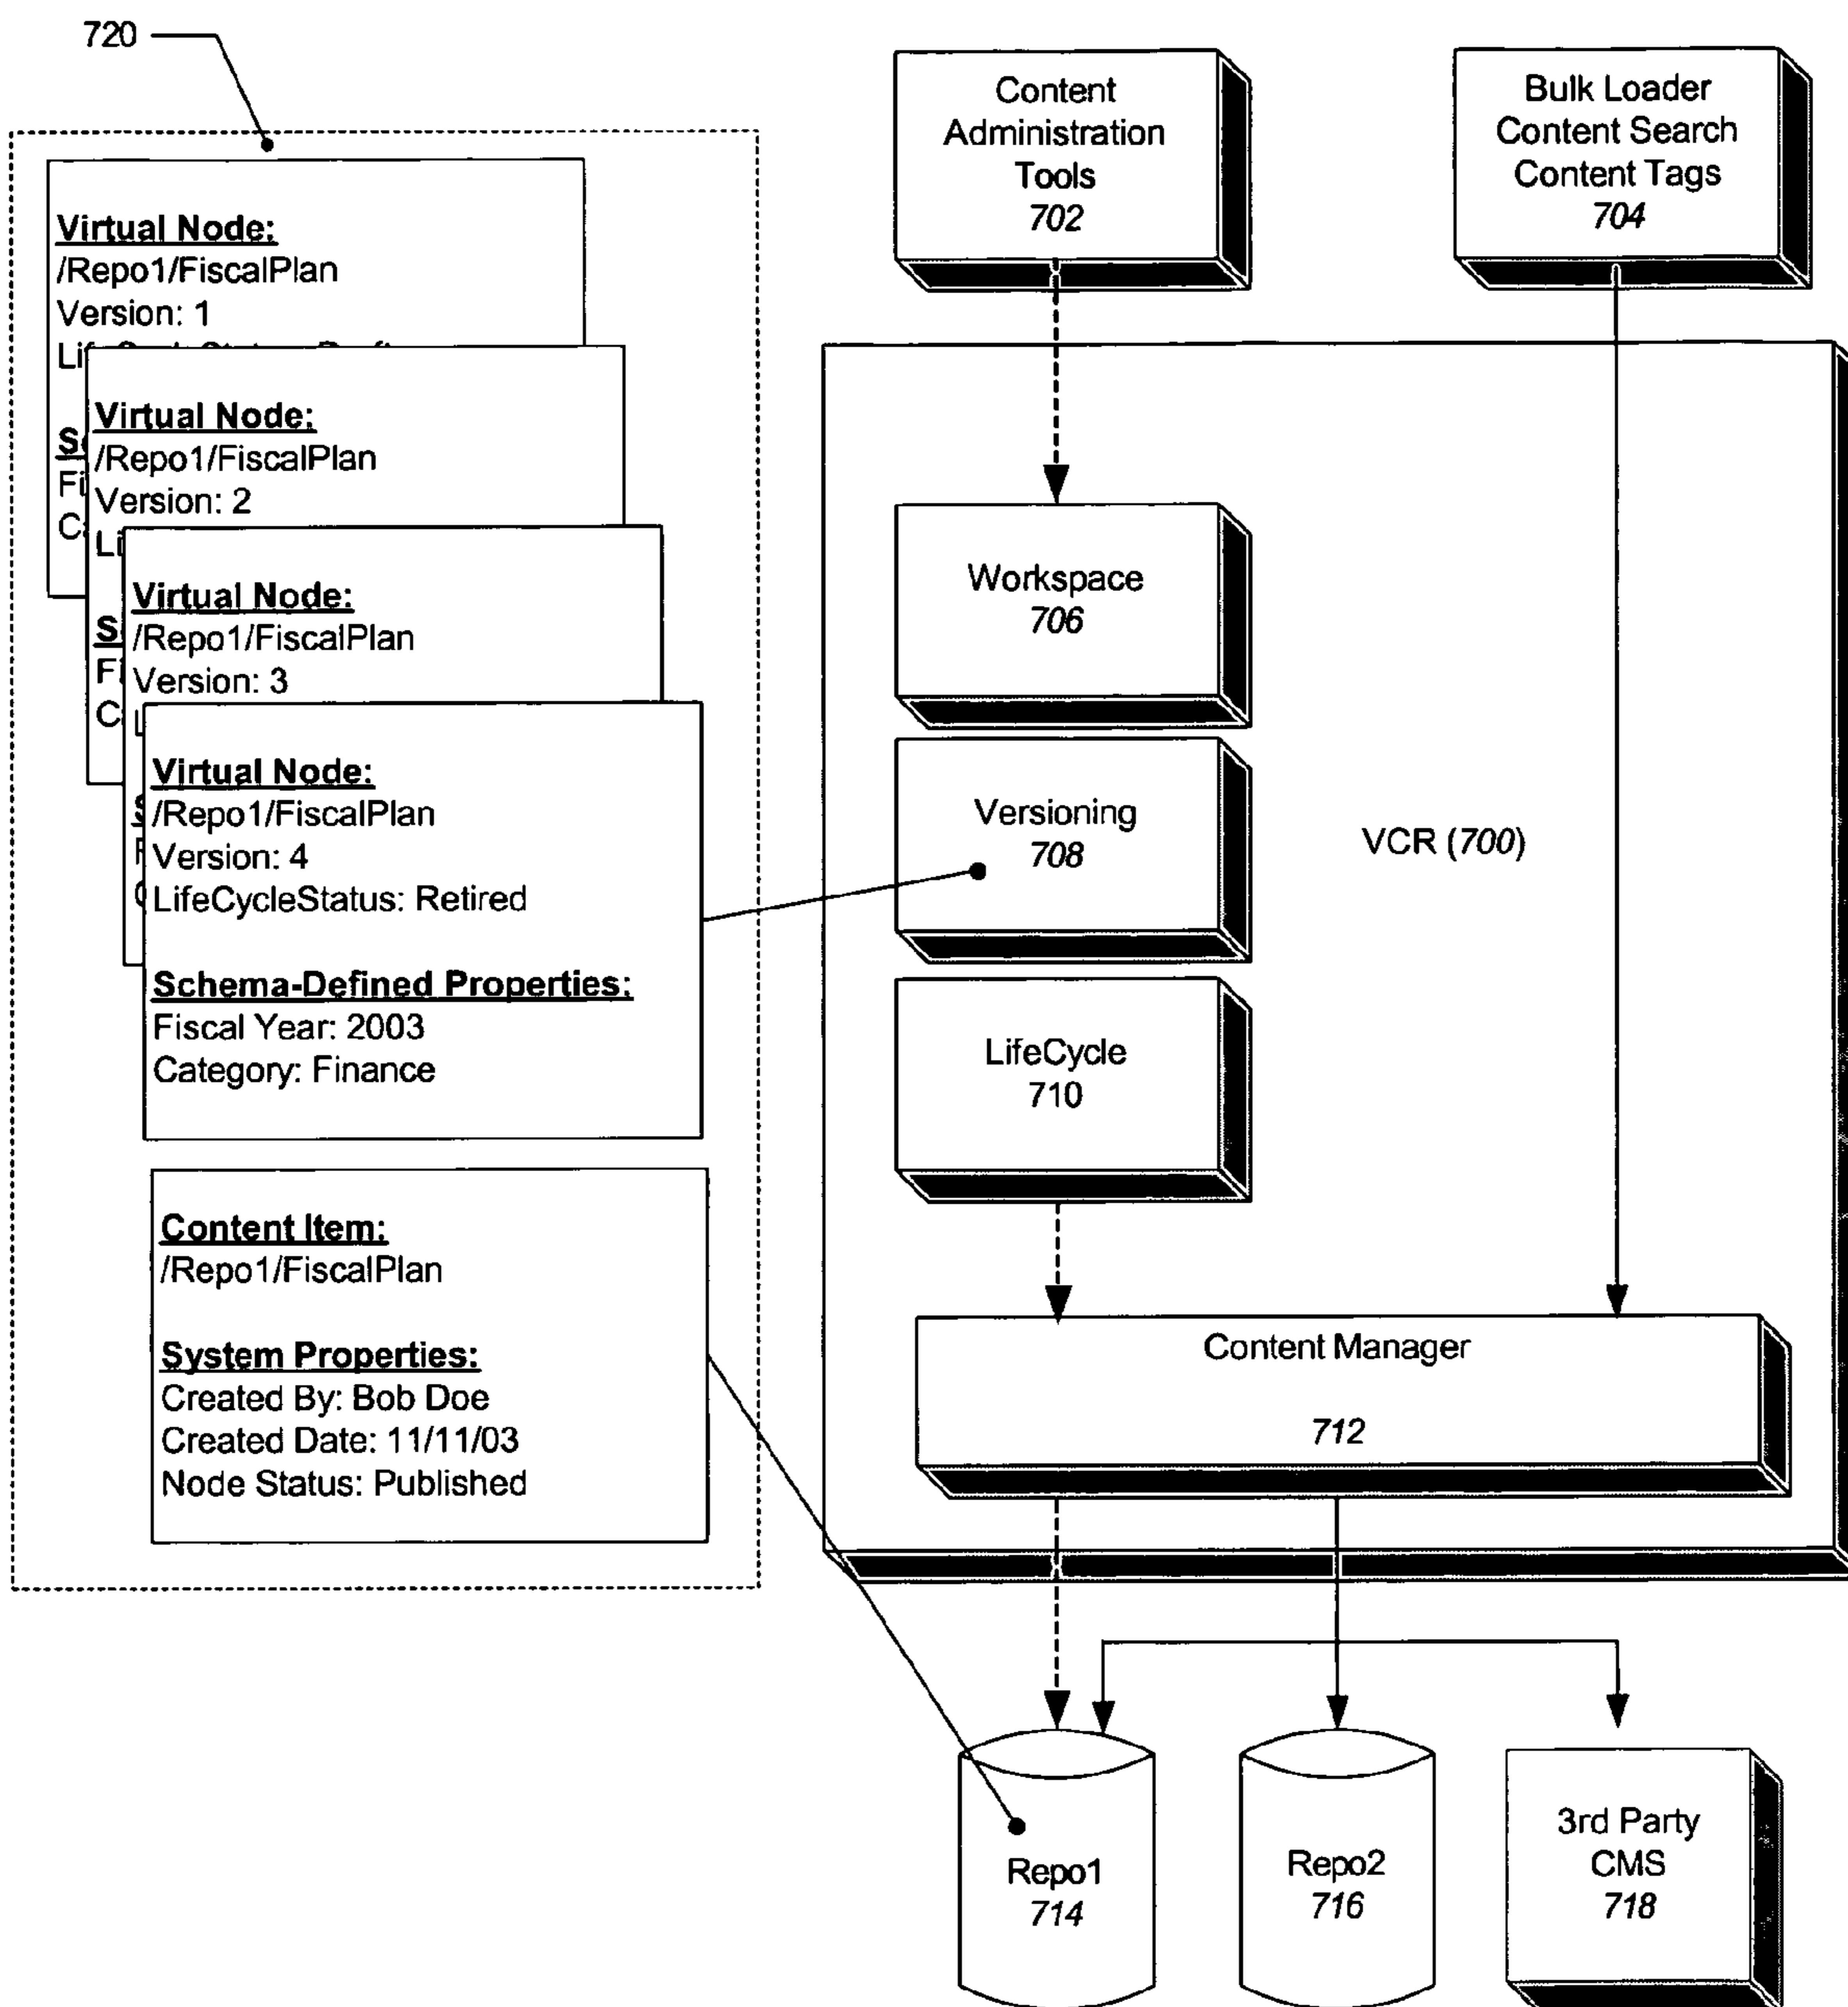 720
Virtual Node:
/Repo1/FiscalPlan
Version: 1
Virtual Node:
/Repo1/FiscalPlan
Version: 2
Virtual Node:
/Repo1/FiscalPlan
Version: 3
Virtual Node:
/Repo1/FiscalPlan
Version: 4
LifeCycleStatus: Retired
Schema-Defined Properties:
Fiscal Year: 2003
Category: Finance
Content Item:
/Repo1/FiscalPlan
System Properties:
Created By: Bob Doe
Created Date: 11/11/03
Node Status: Published
Content
Administration
Tools
702
Bulk Loader
Content Search
Content Tags
704
Workspace
706
Versioning
708
VCR (700)
LifeCycle
710
Content Manager
712
Repo1
714
Repo2
716
3rd Party
CMS
718